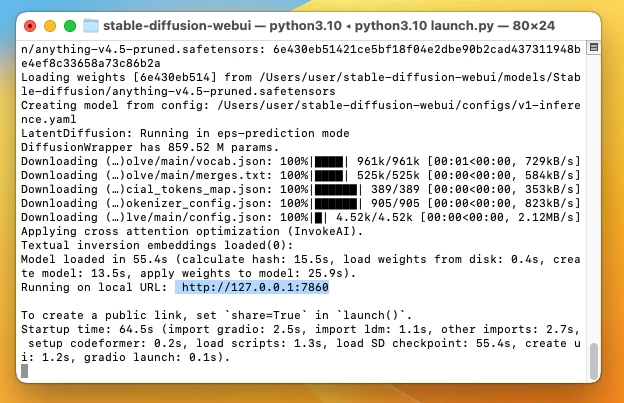 stable-diffusion-webui — python3.10 ◂ python3.10 launch.py — 80×24
n/anything-v4.5-pruned.safetensors: 6e430eb51421ce5bf18f04e2dbe90b2cad437311948b
e4ef8c33658a73c86b2a
Loading weights [6e430eb514] from /Users/user/stable-diffusion-webui/models/Stab
le-diffusion/anything-v4.5-pruned.safetensors
Creating model from config: /Users/user/stable-diffusion-webui/configs/v1-infere
nce.yaml
LatentDiffusion: Running in eps-prediction mode
DiffusionWrapper has 859.52 M params.
Downloading (…)olve/main/vocab.json: 100%|████| 961k/961k [00:01<00:00, 729kB/s]
Downloading (…)olve/main/merges.txt: 100%|████| 525k/525k [00:00<00:00, 584kB/s]
Downloading (…)cial_tokens_map.json: 100%|██████| 389/389 [00:00<00:00, 353kB/s]
Downloading (…)okenizer_config.json: 100%|██████| 905/905 [00:00<00:00, 823kB/s]
Downloading (…)lve/main/config.json: 100%|█| 4.52k/4.52k [00:00<00:00, 2.12MB/s]
Applying cross attention optimization (InvokeAI).
Textual inversion embeddings loaded(0):
Model loaded in 55.4s (calculate hash: 15.5s, load weights from disk: 0.4s, crea
te model: 13.5s, apply weights to model: 25.9s).
Running on local URL:  http://127.0.0.1:7860
To create a public link, set `share=True` in `launch()`.
Startup time: 64.5s (import gradio: 2.5s, import ldm: 1.1s, other imports: 2.7s,
 setup codeformer: 0.2s, load scripts: 1.3s, load SD checkpoint: 55.4s, create u
i: 1.2s, gradio launch: 0.1s).